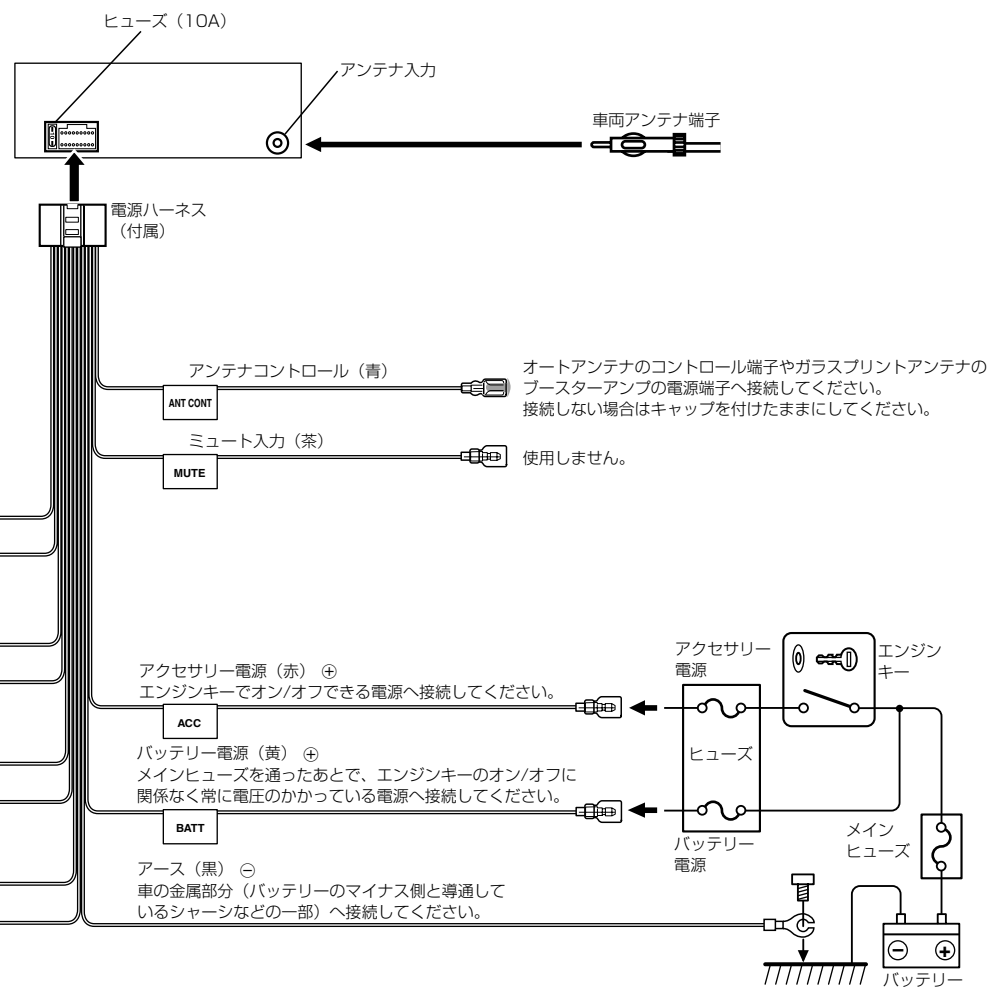 ヒューズ（10A）
アンテナ入力
車両アンテナ端子
電源ハーネス
（付属）
アンテナコントロール（青）
ANT CONT
オートアンテナのコントロール端子やガラスプリントアンテナの
ブースターアンプの電源端子へ接続してください。
接続しない場合はキャップを付けたままにしてください。
ミュート入力（茶）
MUTE
使用しません。
アクセサリー電源（赤）⊕
エンジンキーでオン/オフできる電源へ接続してください。
ACC
アクセサリー
電源
エンジン
キー
ヒューズ
バッテリー電源（黄）⊕
メインヒューズを通ったあとで、エンジンキーのオン/オフに
関係なく常に電圧のかかっている電源へ接続してください。
BATT
バッテリー
電源
メイン
ヒューズ
アース（黒）⊖
車の金属部分（バッテリーのマイナス側と導通して
いるシャーシなどの一部）へ接続してください。
⊖ ⊕
バッテリー